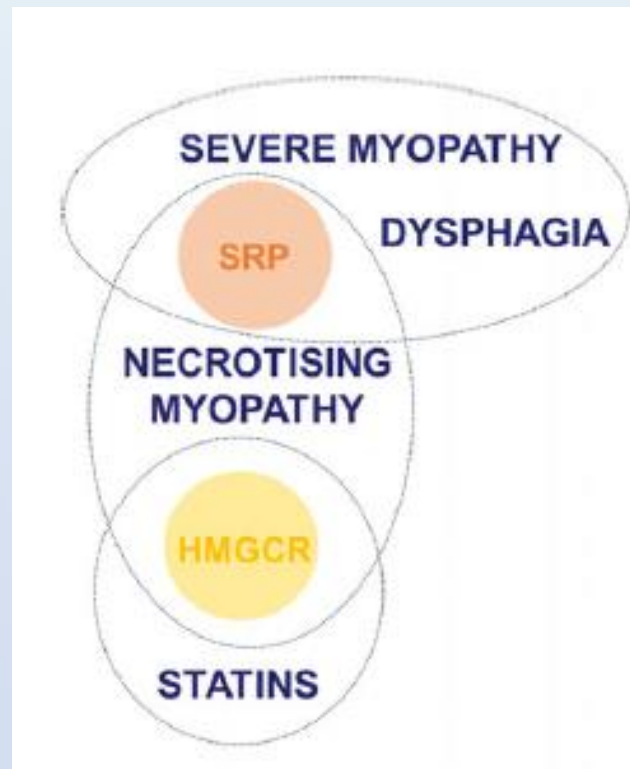 SEVERE MYOPATHY
DYSPHAGIA
SRP
NECROTISING
MYOPATHY
HMGCR
STATINS